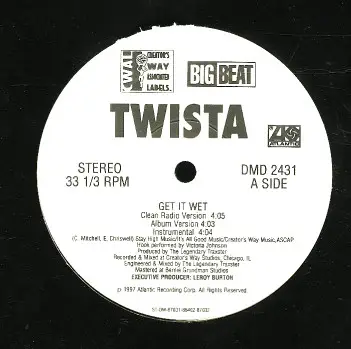 CWAL
CREATOR'S
WAY
ASSOCIATED
LABELS.
BIG BEAT
TWISTA
ATLANTIC
STEREO
33 1/3 RPM
DMD 2431
A SIDE
GET IT WET
Clean Radio Version 4:05
Album Version 4:03
Instrumental 4:04
(C. Mitchell, E. Chriswell) Stay High Music/It's All Good Music/Creator's Way Music, ASCAP
Hook performed by Victoria Johnson
Produced by The Legendary Traxster
Recorded & Mixed at Creator's Way Studios, Chicago, IL
Engineered & Mixed by The Legendary Traxster
Mastered at Bernie Grundman Studios
EXECUTIVE PRODUCER: LEROY BURTON
p 1997 Atlantic Recording Corp. All Rights Reserved.